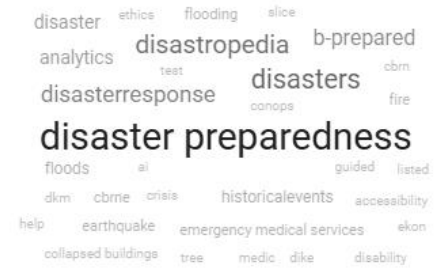 disaster ethics flooding slice
analytics disastropedia b-prepared
test disasters cbrn
disasterresponse conops fire
disaster preparedness
floods ai guided listed
dkm cbrne crisis historicalevents accessibility
help earthquake emergency medical services ekon
collapsed buildings tree medic dike disability